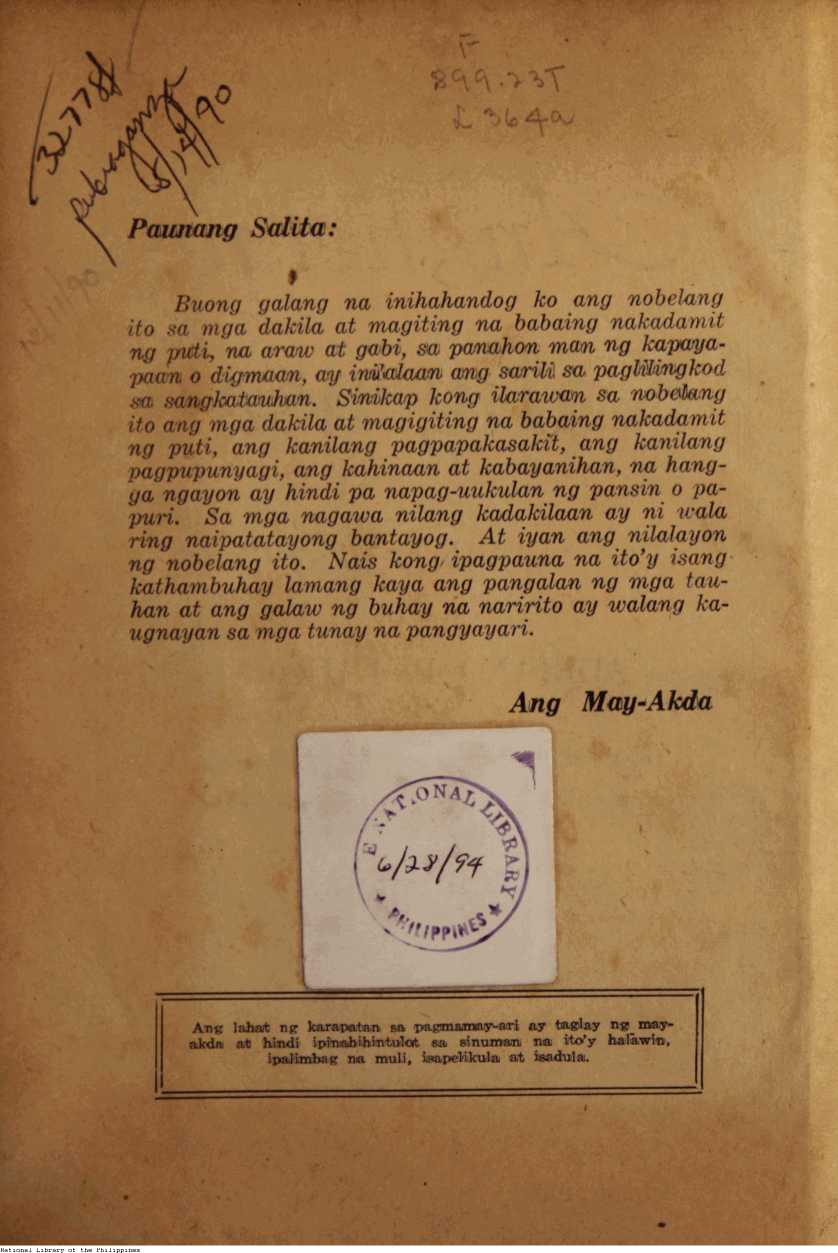 F
899.23T
L364a
32778
8/14/90
Paunang Salita:
Buong galang na inihahandog ko ang nobelang
ito sa mga dakila at magiting na babaing nakadamit
ng puti, na araw at gabi, sa panahon man ng kapaya-
paan o digmaan, ay inilalaan ang sarili sa paglilingkod
sa sangkatauhan. Sinikap kong ilarawan sa nobelang
ito ang mga dakila at magigiting na babaing nakadamit
ng puti, ang kanilang pagpapakasakit, ang kanilang
pagpupunyagi, ang kahinaan at kabayanihan, na hang-
ga ngayon ay hindi pa napag-uukulan ng pansin o pa-
puri. Sa mga nagawa nilang kadakilaan ay ni wala
ring naipatatayong bantayog. At iyan ang nilalayon
ng nobelang ito. Nais kong ipagpauna na ito'y isang
kathambuhay lamang kaya ang pangalan ng mga tau-
han at ang galaw ng buhay na naririto ay walang ka-
ugnayan sa mga tunay na pangyayari.
Ang May-Akda
E NATIONAL LIBRARY
6/28/94
★ PHILIPPINES ★
Ang lahat ng karapatan sa pagmamay-ari ay taglay ng may-
akda at hindi ipinahihintulot sa sinuman na ito'y halawin,
ipalimbag na muli, isapelikula at isadula.
National Library of the Philippines